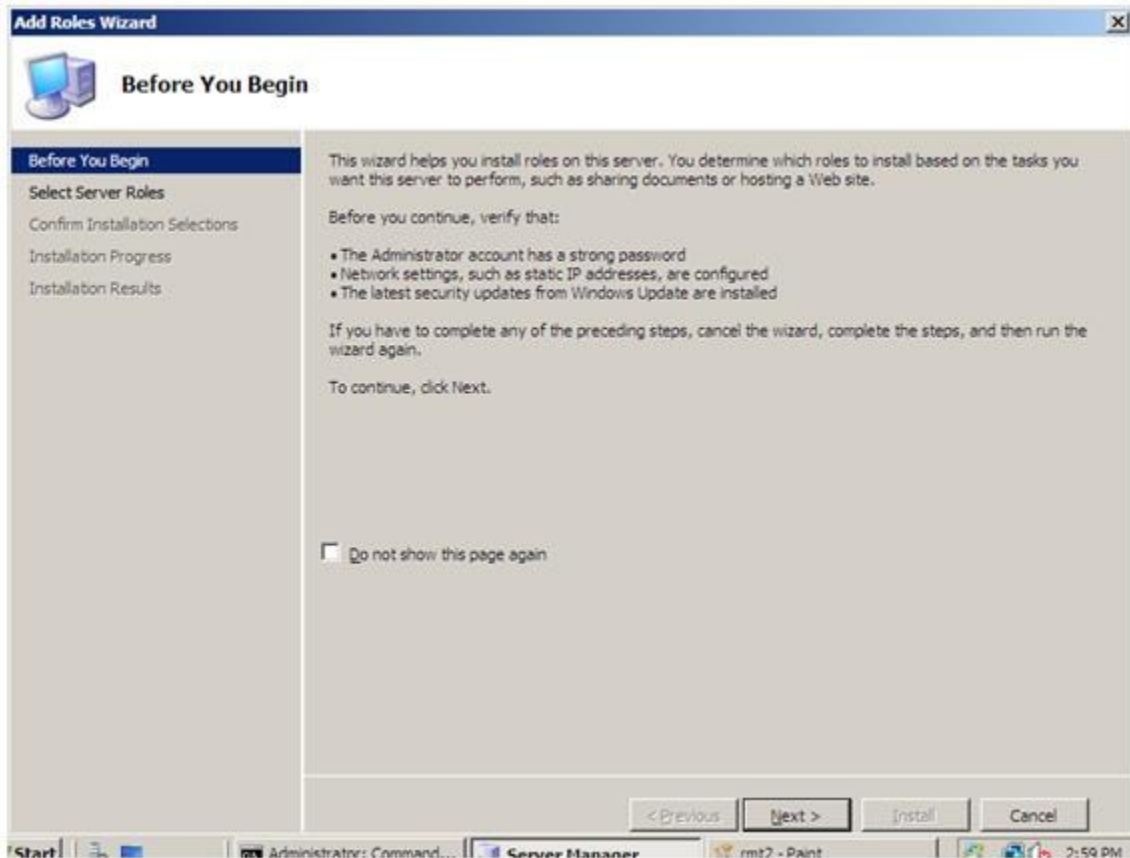 Add Roles Wizard
Before You Begin
Before You Begin
Select Server Roles
Confirm Installation Selections
Installation Progress
Installation Results
This wizard helps you install roles on this server. You determine which roles to install based on the tasks you
want this server to perform, such as sharing documents or hosting a Web site.
Before you continue, verify that:
• The Administrator account has a strong password
• Network settings, such as static IP addresses, are configured
• The latest security updates from Windows Update are installed
If you have to complete any of the preceding steps, cancel the wizard, complete the steps, and then run the
wizard again.
To continue, click Next.
Do not show this page again
< Previous
Next >
Install
Cancel
Start
Administrator: Command...
Server Manager
rmt2 - Paint
2:59 PM